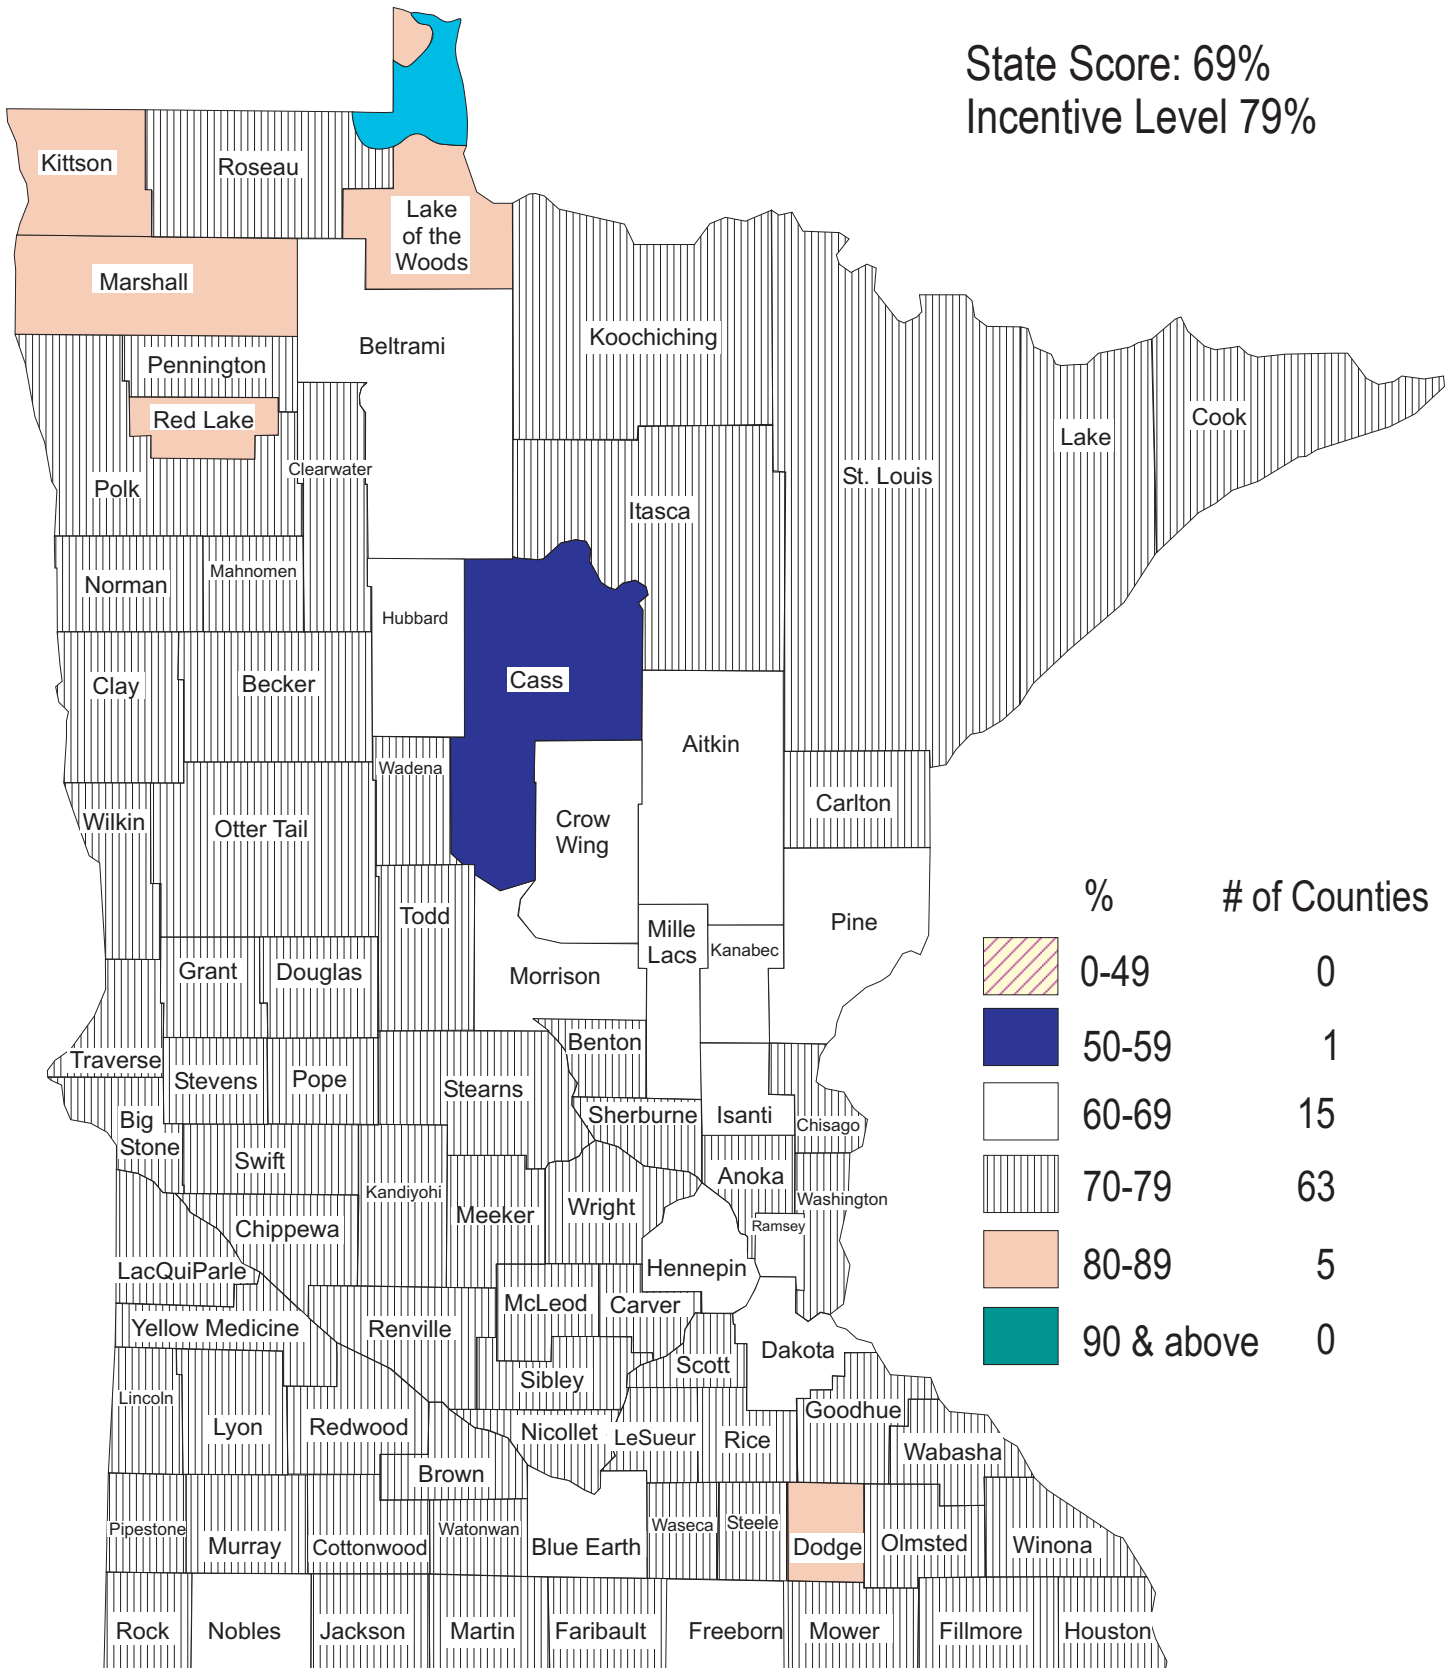 State Score: 69%
Incentive Level 79%
Kittson
Roseau
Lake
of the
Woods
Marshall
Beltrami
Koochiching
Pennington
Red Lake
Clearwater
Polk
Itasca
St. Louis
Lake
Cook
Norman
Mahnomen
Hubbard
Cass
Clay
Becker
Aitkin
Wadena
Wilkin
Otter Tail
Crow
Wing
Carlton
Todd
Mille
Lacs
Kanabec
Pine
Grant
Douglas
Morrison
Traverse
Stevens
Pope
Stearns
Benton
Big
Stone
Swift
Sherburne
Isanti
Chisago
Kandiyohi
Meeker
Wright
Anoka
Washington
Ramsey
Chippewa
Hennepin
LacQuiParle
McLeod
Carver
Yellow Medicine
Renville
Scott
Dakota
Sibley
Lincoln
Lyon
Redwood
Nicollet
LeSueur
Rice
Goodhue
Wabasha
Brown
Pipestone
Murray
Cottonwood
Watonwan
Blue Earth
Waseca
Steele
Dodge
Olmsted
Winona
Rock
Nobles
Jackson
Martin
Faribault
Freeborn
Mower
Fillmore
Houston
% # of Counties
0-49 0
50-59 1
60-69 15
70-79 63
80-89 5
90 & above 0